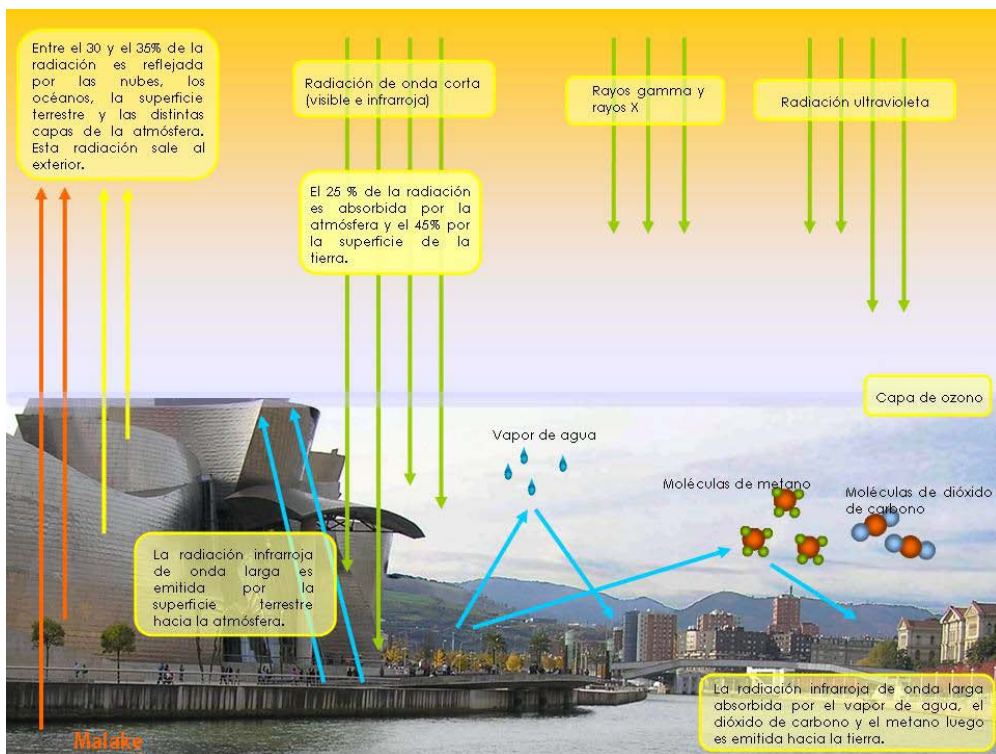 Entre el 30 y el 35% de la
radiación es reflejada
por las nubes, los
océanos, la superficie
terrestre y las distintas
capas de la atmósfera.
Esta radiación sale al
exterior.
Radiación de onda corta
(visible e infrarroja)
Rayos gamma y
rayos X
Radiación ultravioleta
El 25 % de la radiación
es absorbida por la
atmósfera y el 45% por
la superficie de la
tierra.
Capa de ozono
Vapor de agua
Moléculas de metano
Moléculas de dióxido
de carbono
La radiación infrarroja
de onda larga es
emitida por la
superficie terrestre
hacia la atmósfera.
La radiación infrarroja de onda larga
absorbida por el vapor de agua, el
dióxido de carbono y el metano luego
es emitida hacia la tierra.
Malake